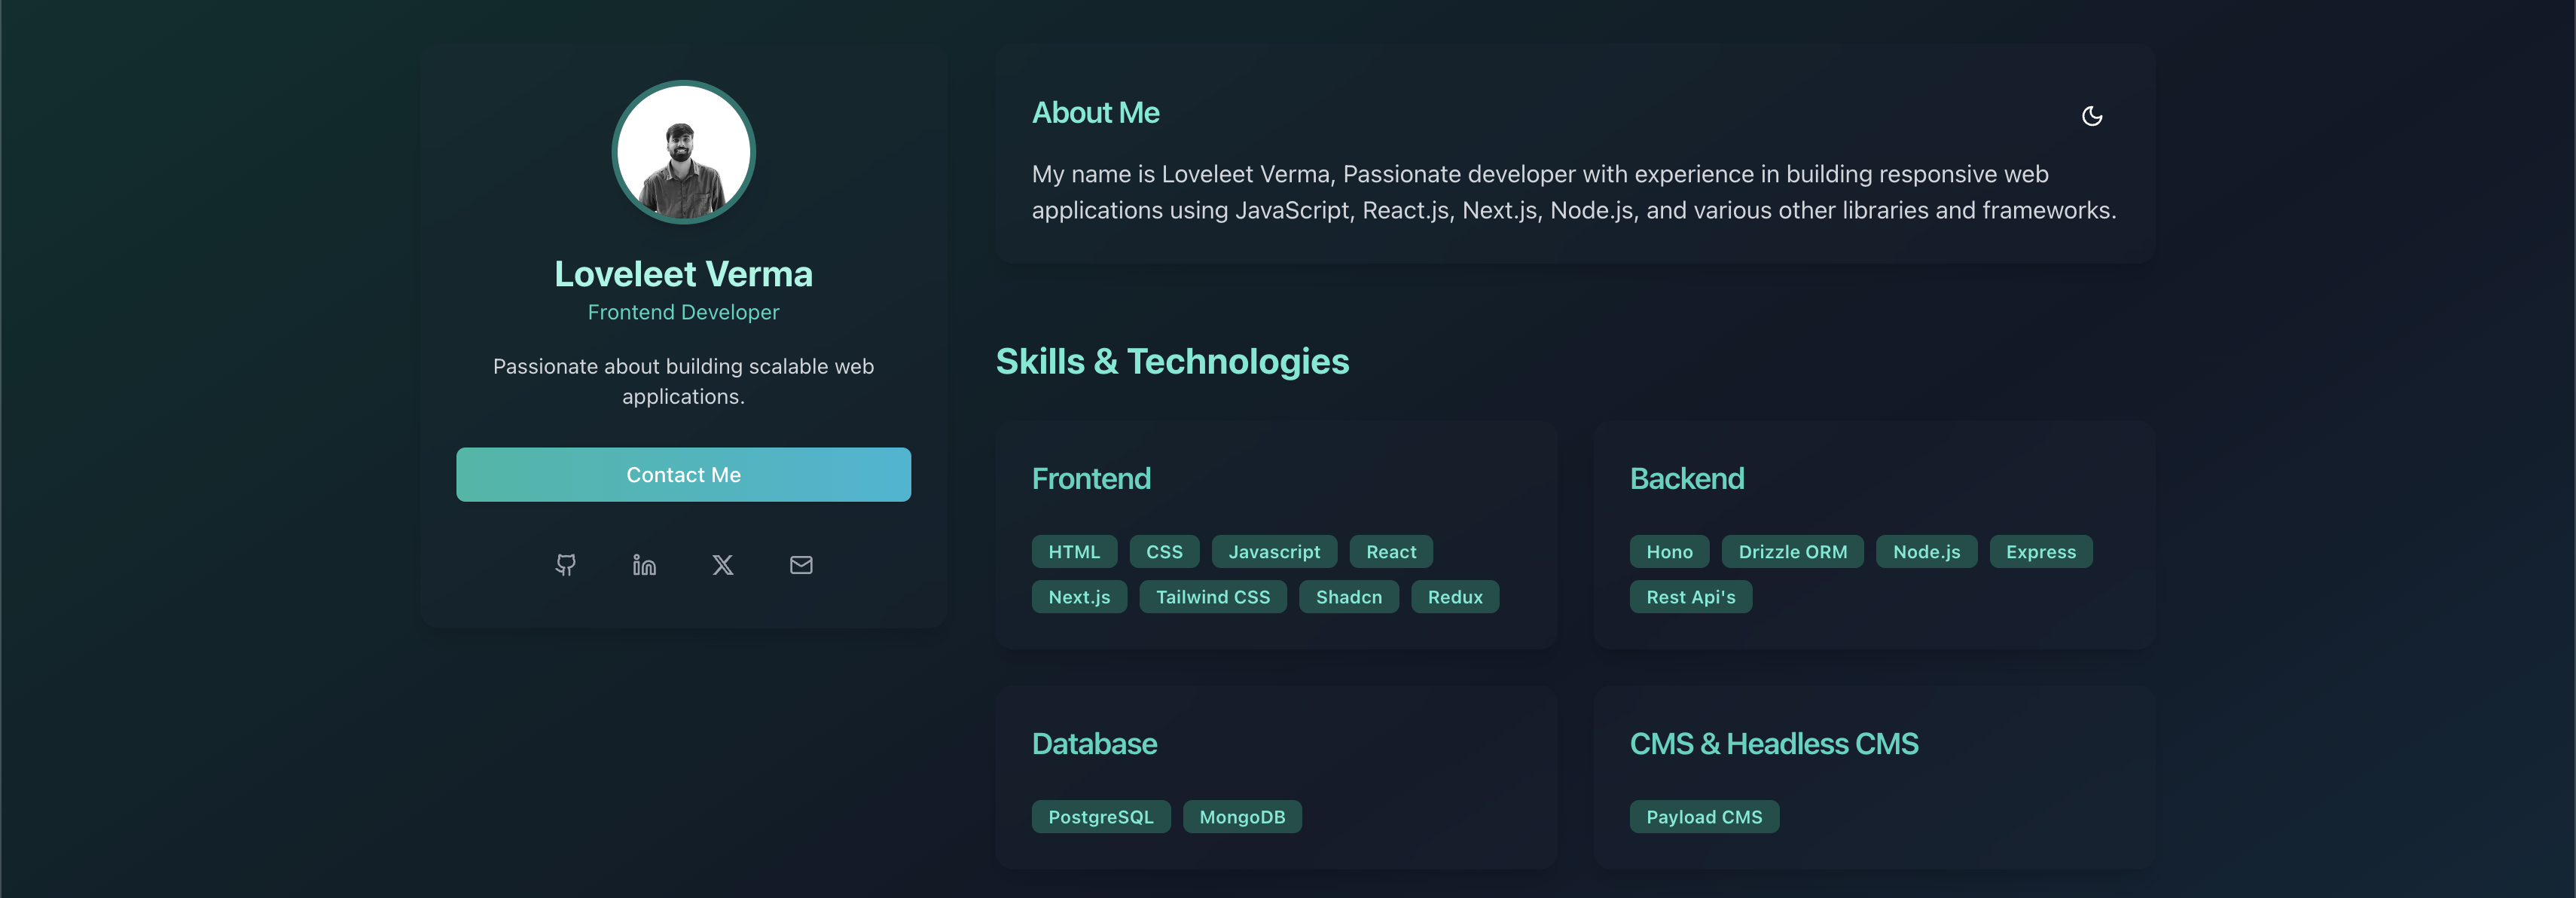 Loveleet Verma
Frontend Developer
Passionate about building scalable web
applications.
Contact Me
About Me
My name is Loveleet Verma, Passionate developer with experience in building responsive web
applications using JavaScript, React.js, Next.js, Node.js, and various other libraries and frameworks.
Skills & Technologies
Frontend
HTML CSS Javascript React
Next.js Tailwind CSS Shadcn Redux
Backend
Hono Drizzle ORM Node.js Express
Rest Api's
Database
PostgreSQL MongoDB
CMS & Headless CMS
Payload CMS